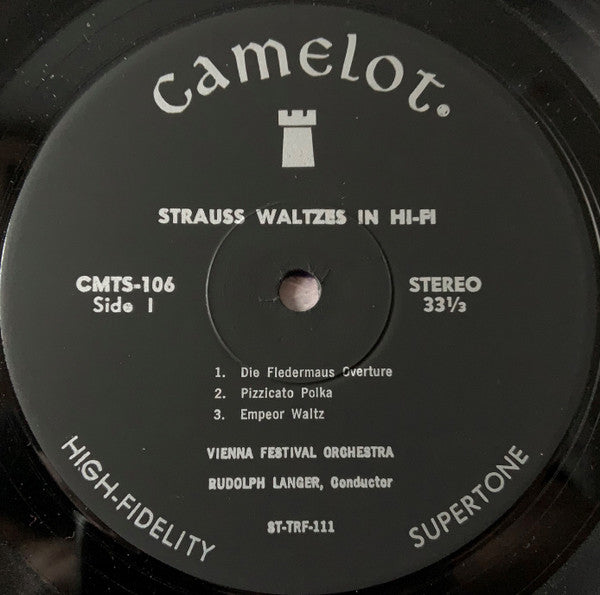 Camelot.
STRAUSS WALTZES IN HI-FI
CMTS-106
Side 1
STEREO
33⅓
1. Die Fledermaus Overture
2. Pizzicato Polka
3. Empeor Waltz
VIENNA FESTIVAL ORCHESTRA
RUDOLPH LANGER, Conductor
ST-TRF-111
HIGH-FIDELITY
SUPERTONE